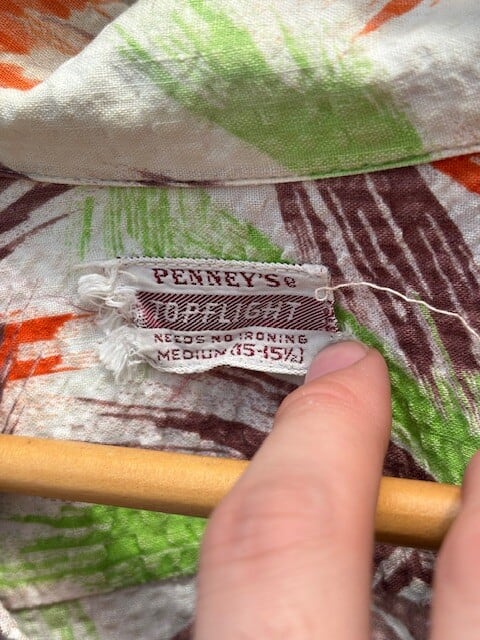 PENNEY'S®
TOPFLIGHT
NEEDS NO IRONING
MEDIUM (15-15½)